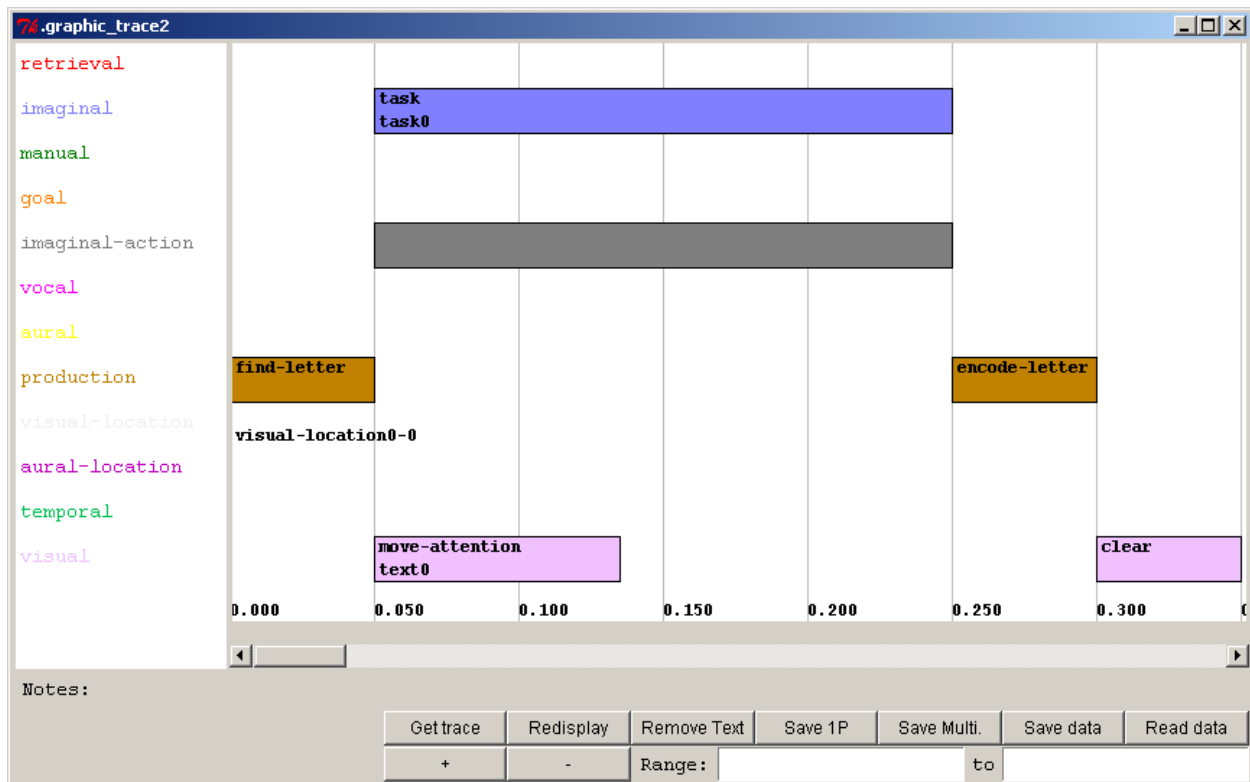 .graphic_trace2
retrieval
imaginal
task
task0
manual
goal
imaginal-action
vocal
aural
production
find-letter
encode-letter
visual-location
visual-location0-0
aural-location
temporal
visual
move-attention
text0
clear
0.000 0.050 0.100 0.150 0.200 0.250 0.300
Notes:
Get trace Redisplay Remove Text Save 1P Save Multi. Save data Read data
+ - Range: to